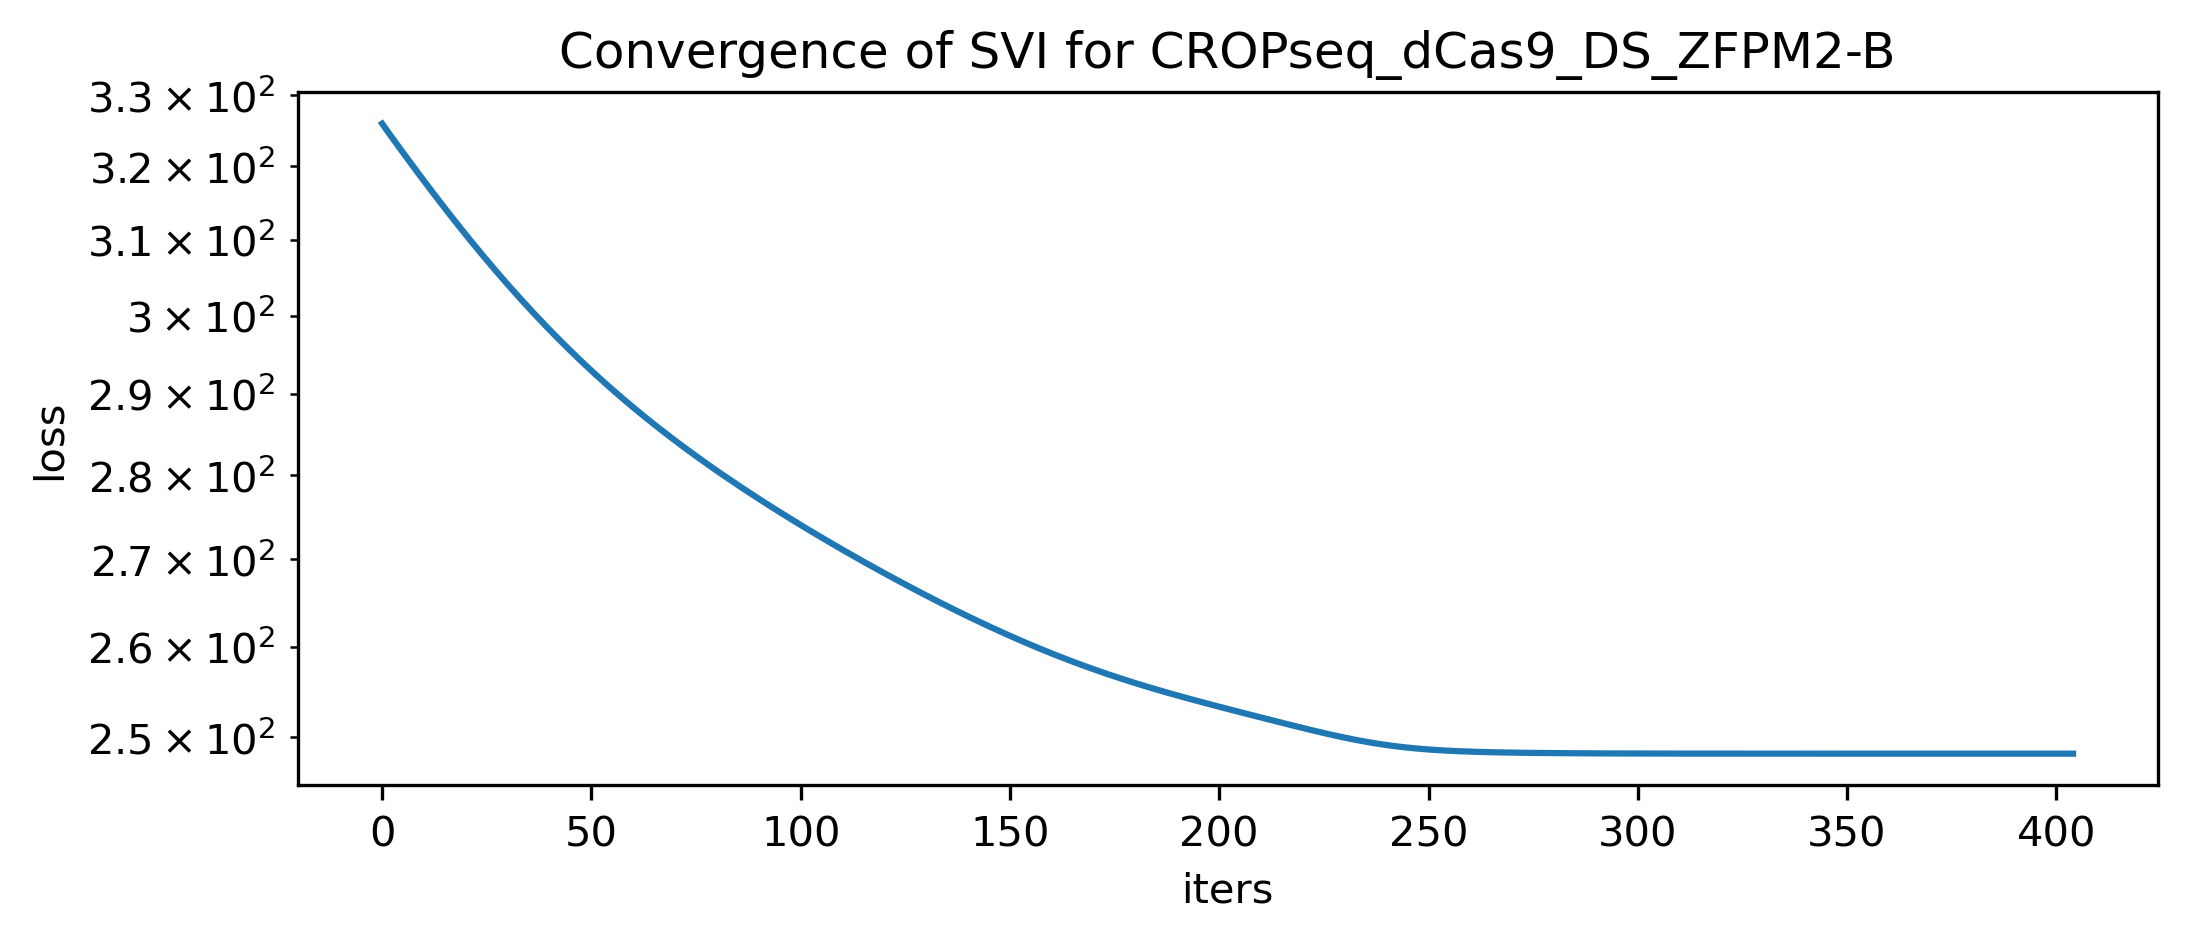 Convergence of SVI for CROPseq_dCas9_DS_ZFPM2-B
3.3 × 10²
3.2 × 10²
3.1 × 10²
3 × 10²
2.9 × 10²
2.8 × 10²
2.7 × 10²
2.6 × 10²
2.5 × 10²
loss
0 50 100 150 200 250 300 350 400
iters